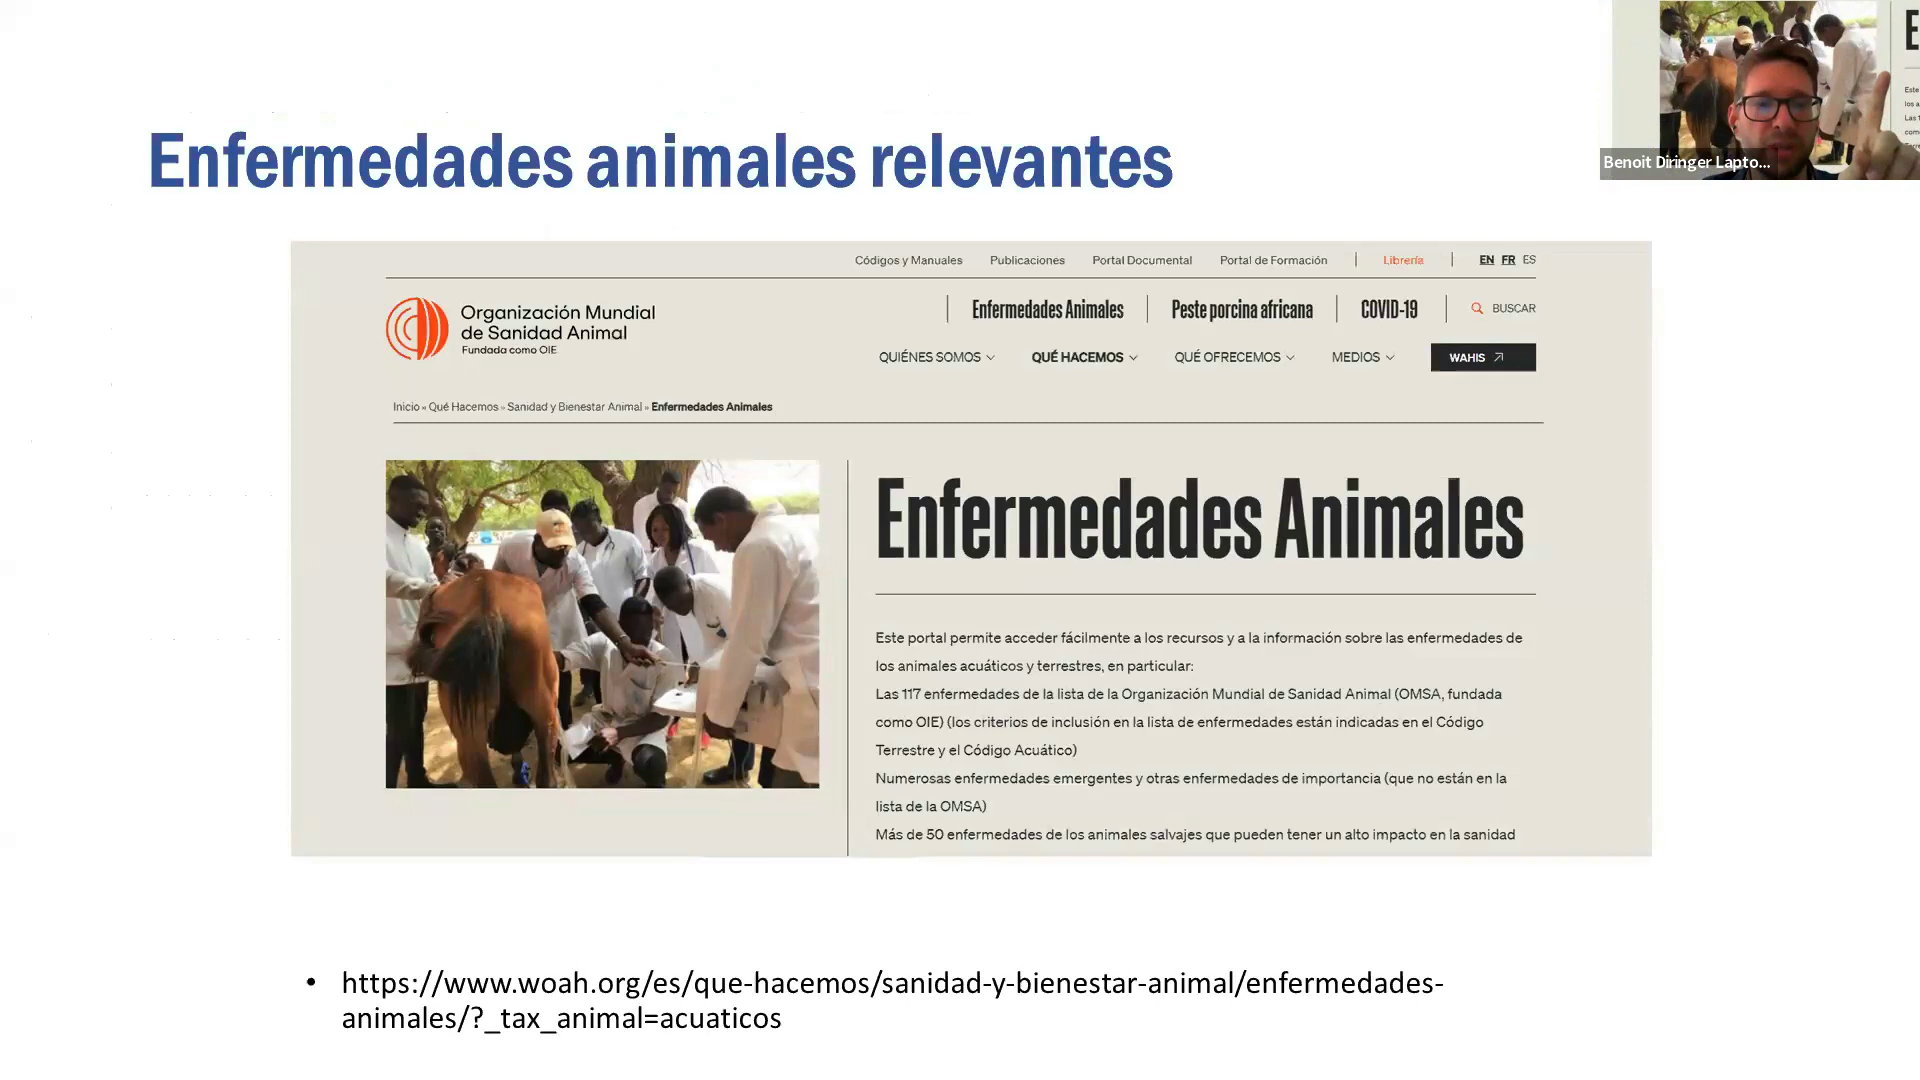 Enfermedades animales relevantes
E
Este
los a
Las 1
com
Benoit Diringer Lapto...
Códigos y Manuales Publicaciones Portal Documental Portal de Formación Librería EN FR ES
Organización Mundial
de Sanidad Animal
Fundada como OIE
Enfermedades Animales Peste porcina africana COVID-19 BUSCAR
QUIÉNES SOMOS QUÉ HACEMOS QUÉ OFRECEMOS MEDIOS WAHIS
Inicio » Qué Hacemos » Sanidad y Bienestar Animal » Enfermedades Animales
Enfermedades Animales
Este portal permite acceder fácilmente a los recursos y a la información sobre las enfermedades de
los animales acuáticos y terrestres, en particular:
Las 117 enfermedades de la lista de la Organización Mundial de Sanidad Animal (OMSA, fundada
como OIE) (los criterios de inclusión en la lista de enfermedades están indicadas en el Código
Terrestre y el Código Acuático)
Numerosas enfermedades emergentes y otras enfermedades de importancia (que no están en la
lista de la OMSA)
Más de 50 enfermedades de los animales salvajes que pueden tener un alto impacto en la sanidad
• https://www.woah.org/es/que-hacemos/sanidad-y-bienestar-animal/enfermedades-
animales/?_tax_animal=acuaticos